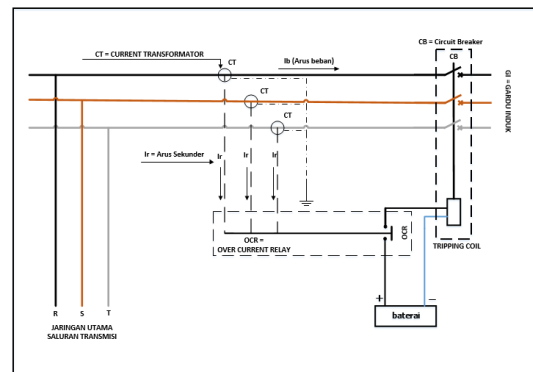 CB = Circuit Breaker
CT = CURRENT TRANSFORMATOR
CT
Ib (Arus beban)
CB
CT
CT
GI = GARDU INDUK
Ir = Arus Sekunder
Ir
Ir
Ir
OCR =
OVER CURRENT RELAY
OCR
TRIPPING COIL
+
−
baterai
R
S
T
JARINGAN UTAMA
SALURAN TRANSMISI